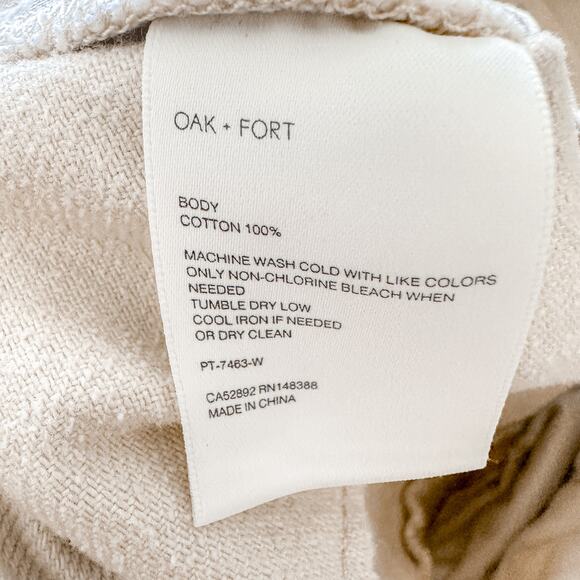 OAK + FORT
BODY
COTTON 100%
MACHINE WASH COLD WITH LIKE COLORS
ONLY NON-CHLORINE BLEACH WHEN
NEEDED
TUMBLE DRY LOW
COOL IRON IF NEEDED
OR DRY CLEAN
PT-7463-W
CA52892 RN148388
MADE IN CHINA